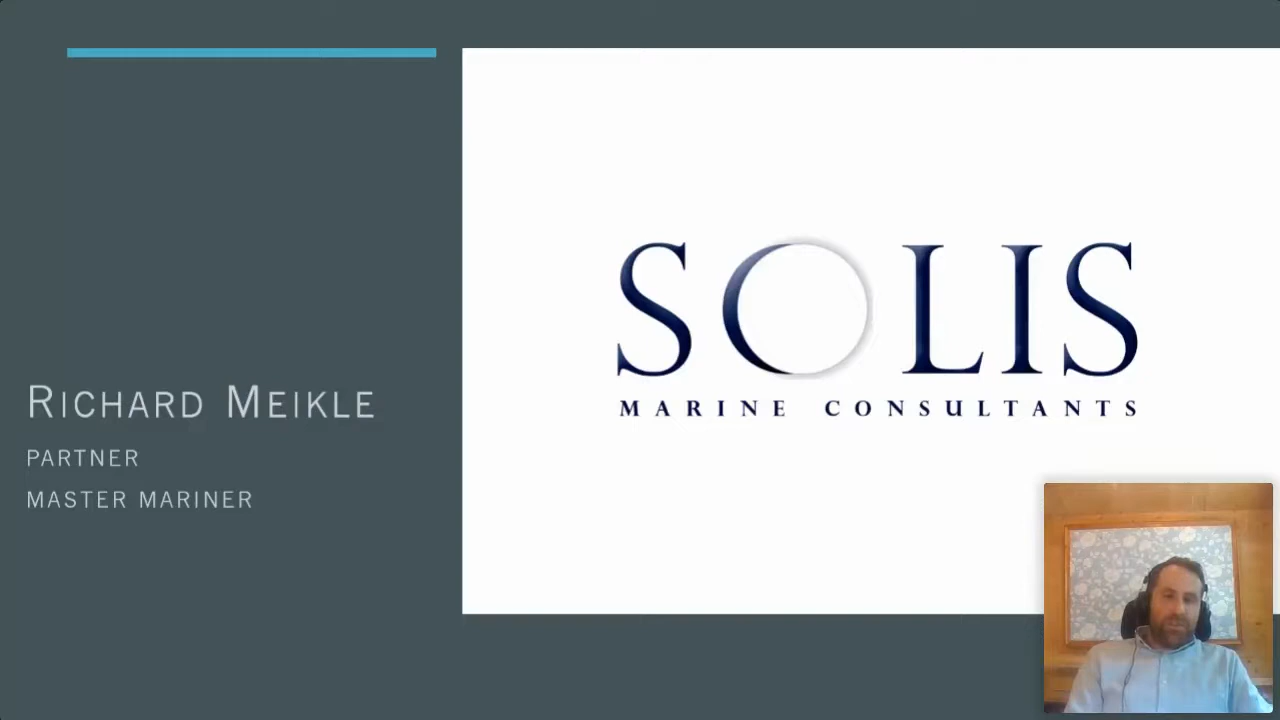 RICHARD MEIKLE
PARTNER
MASTER MARINER
SOLIS
MARINE CONSULTANTS